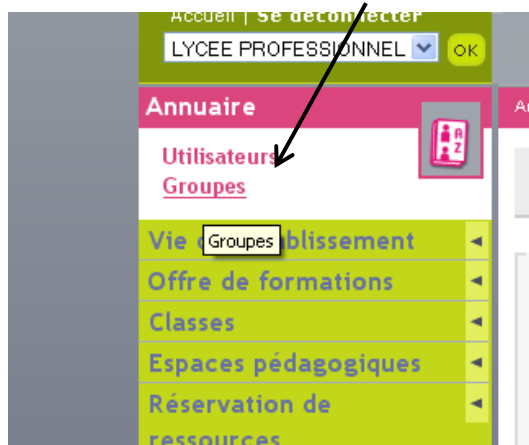 Accueil | Se déconnecter
LYCEE PROFESSIONNEL OK
Annuaire
A Z
Utilisateurs
Groupes
Vie Groupes blissement
Offre de formations
Classes
Espaces pédagogiques
Réservation de
ressources